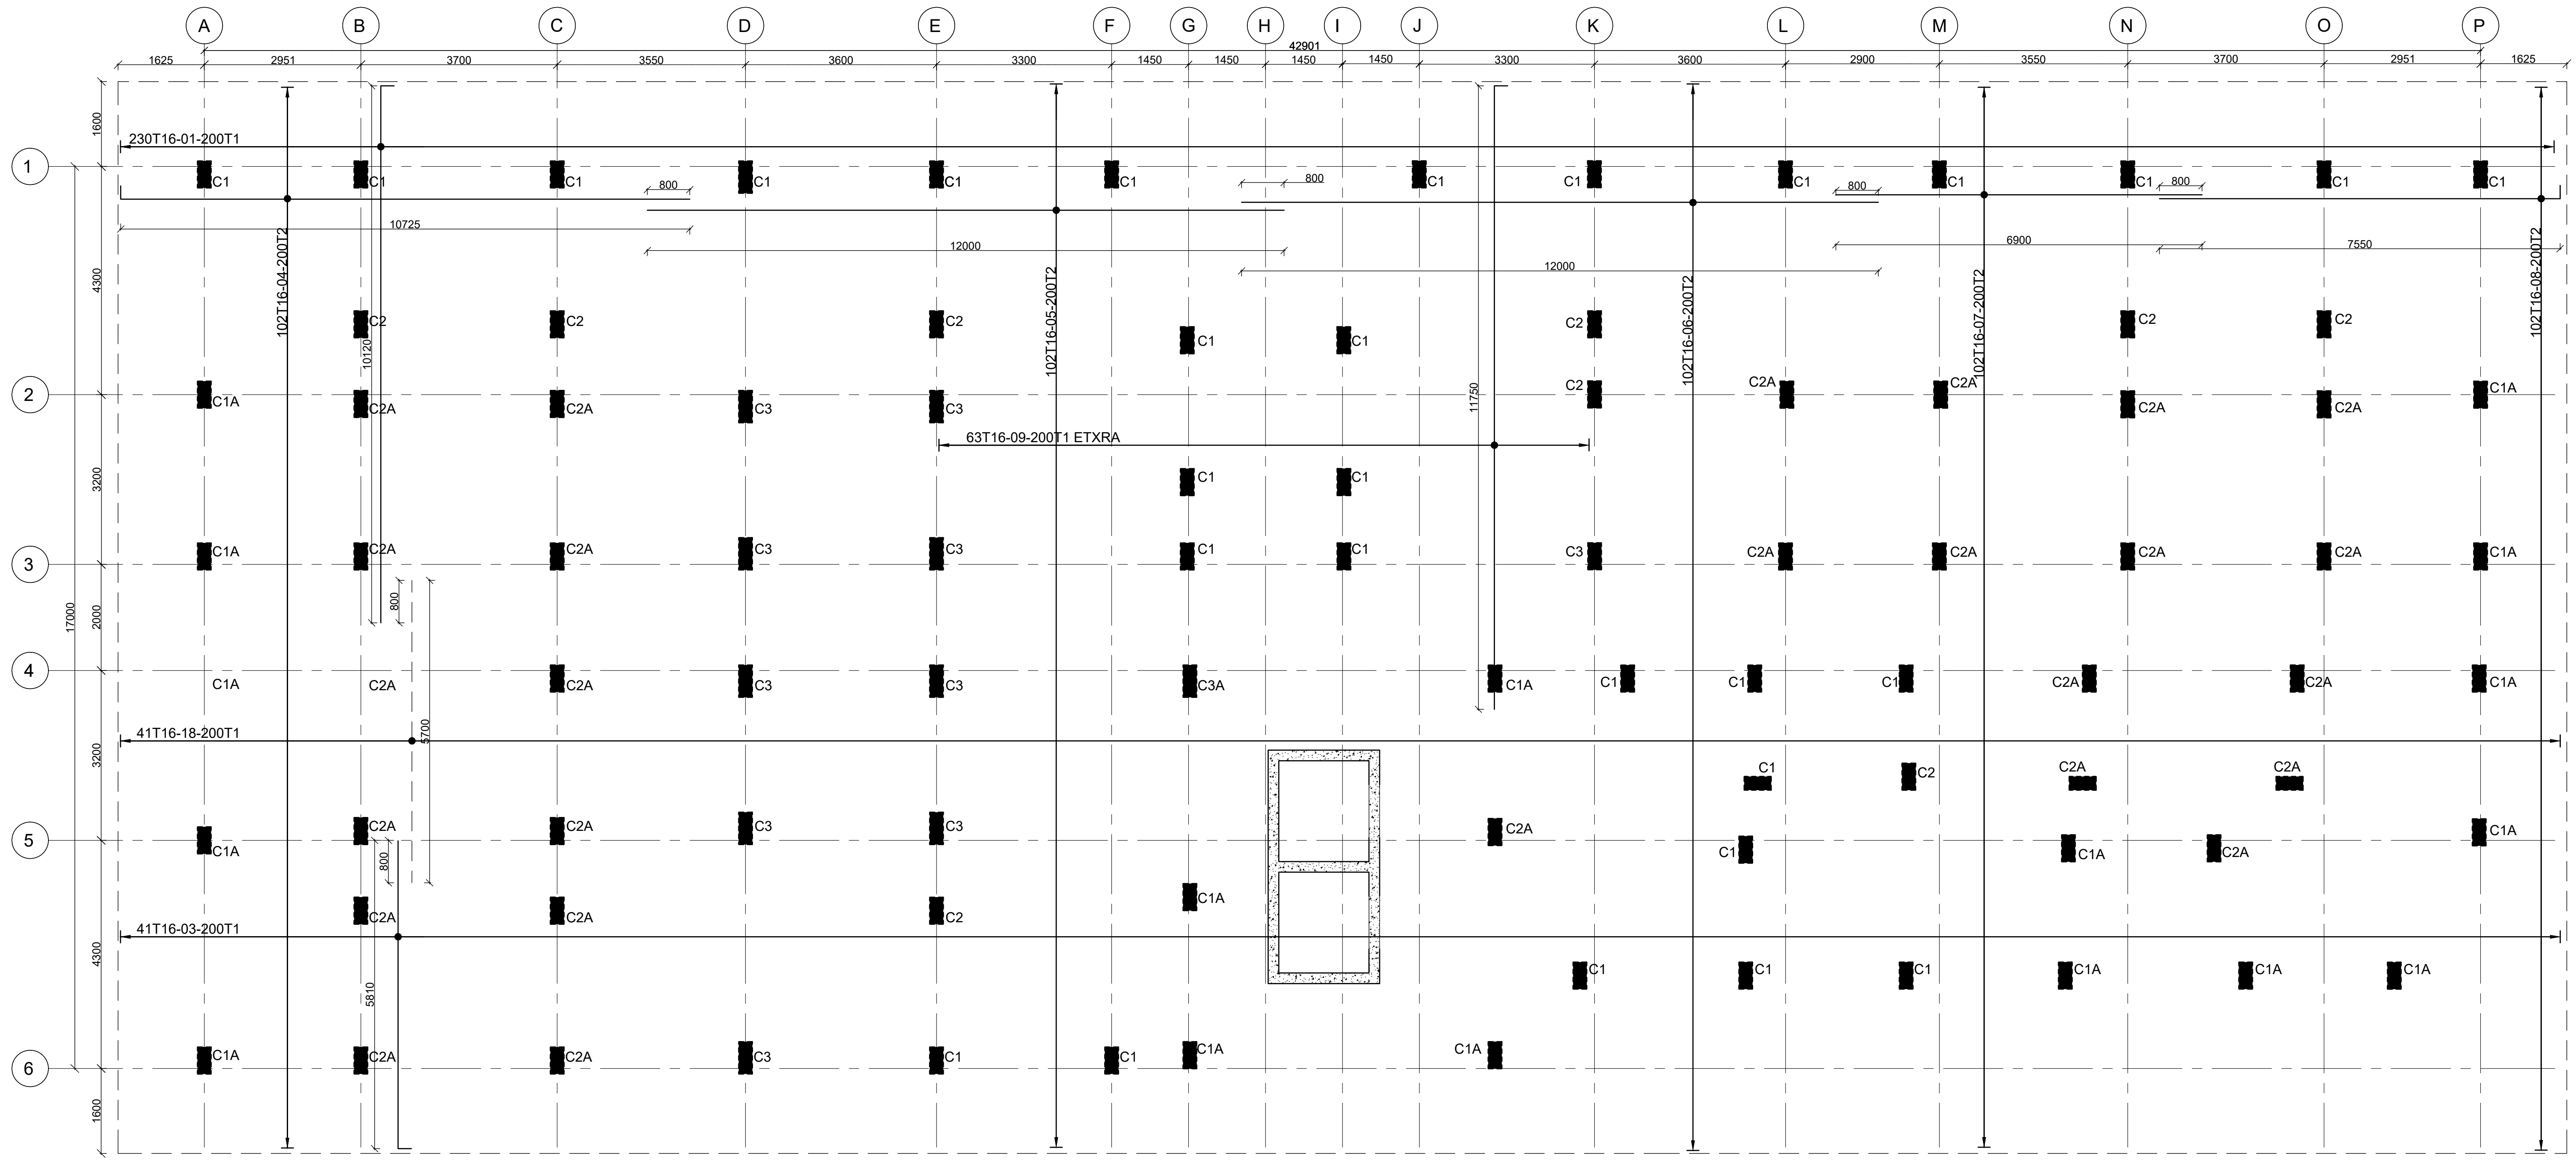 A B C D E F G H I J K L M N O P
42901
1625 2951 3700 3550 3600 3300 1450 1450 1450 1450 3300 3600 2900 3550 3700 2951 1625
1600
230T16-01-200T1
1
C1 C1 C1 C1 C1 C1 C1 C1 C1 C1 C1 C1 C1
800 800 800 800
10725
12000
6900
7550
12000
102T16-04-200T2
102T16-05-200T2
102T16-06-200T2
102T16-07-200T2
102T16-08-200T2
4300
C2 C2 C2 C2 C2 C2
C1 C1
10120
11750
2
C1A C2A C2A C3 C3 C2 C2A C2A C2A C2A C1A
63T16-09-200T1 ETXRA
3200
C1 C1
3
C1A C2A C2A C3 C3 C1 C1 C3 C2A C2A C2A C2A C1A
800
17000
2000
4
C1A C2A C2A C3 C3 C3A C1A C1 C1 C1 C2A C2A C1A
5700
41T16-18-200T1
3200
C1 C2 C2A C2A
5
C1A C2A C2A C3 C3 C2A C1 C1A C2A C1A
800
C2A C2A C2 C1A
41T16-03-200T1
4300
5810
C1 C1 C1 C1A C1A C1A
6
C1A C2A C2A C3 C1 C1 C1A C1A
1600